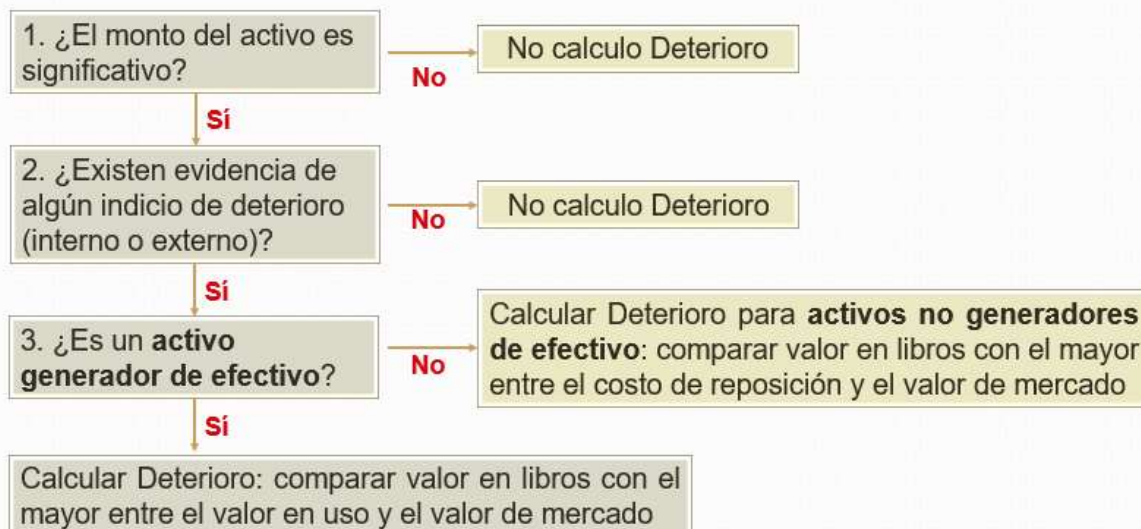 1. ¿El monto del activo es
significativo?
No
No calculo Deterioro
Sí
2. ¿Existen evidencia de
algún indicio de deterioro
(interno o externo)?
No
No calculo Deterioro
Sí
3. ¿Es un activo
generador de efectivo?
No
Calcular Deterioro para activos no generadores
de efectivo: comparar valor en libros con el mayor
entre el costo de reposición y el valor de mercado
Sí
Calcular Deterioro: comparar valor en libros con el
mayor entre el valor en uso y el valor de mercado